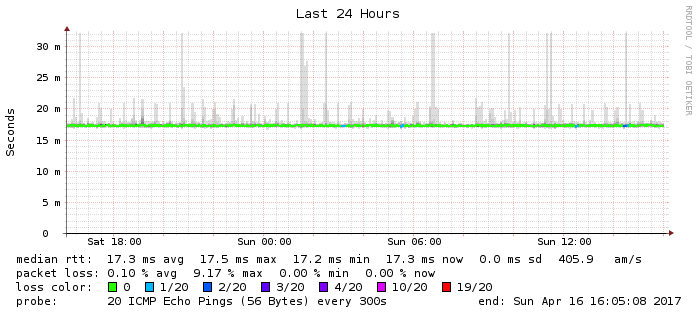 Last 24 Hours
RRDTOOL / TOBI OETIKER
Seconds
30 m
25 m
20 m
15 m
10 m
5 m
0
Sat 18:00 Sun 00:00 Sun 06:00 Sun 12:00
median rtt: 17.3 ms avg 17.5 ms max 17.2 ms min 17.3 ms now 0.0 ms sd 405.9 am/s
packet loss: 0.10 % avg 9.17 % max 0.00 % min 0.00 % now
loss color: 0 1/20 2/20 3/20 4/20 10/20 19/20
probe: 20 ICMP Echo Pings (56 Bytes) every 300s end: Sun Apr 16 16:05:08 2017